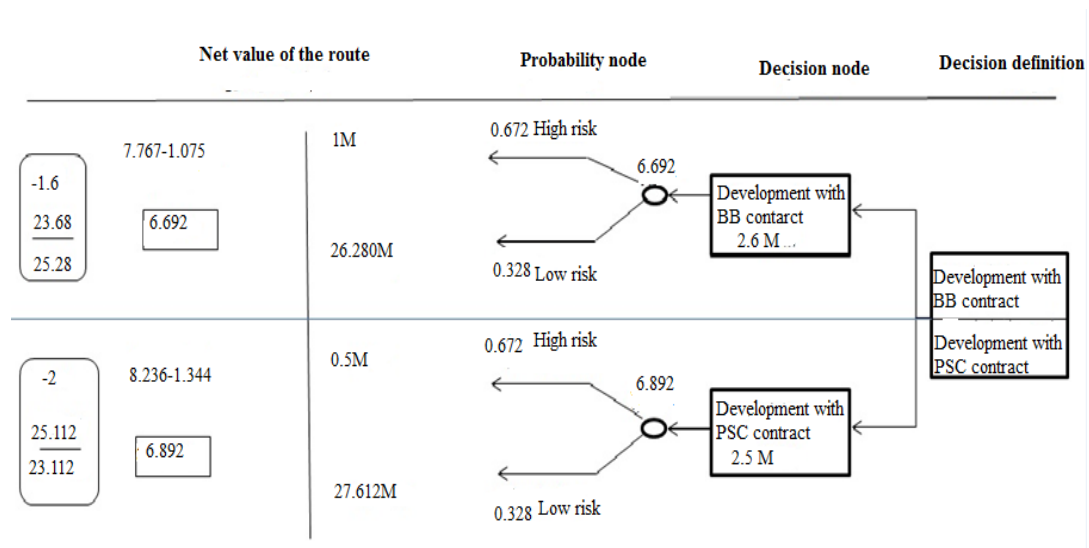 Net value of the route
Probability node
Decision node
Decision definition
-1.6
23.68
25.28
7.767-1.075
6.692
1M
26.280M
0.672 High risk
0.328 Low risk
6.692
Development with
BB contarct
2.6 M ...
Development with
BB contract
Development with
PSC contract
-2
25.112
23.112
8.236-1.344
6.892
0.5M
27.612M
0.672 High risk
0.328 Low risk
6.892
Development with
PSC contract
2.5 M